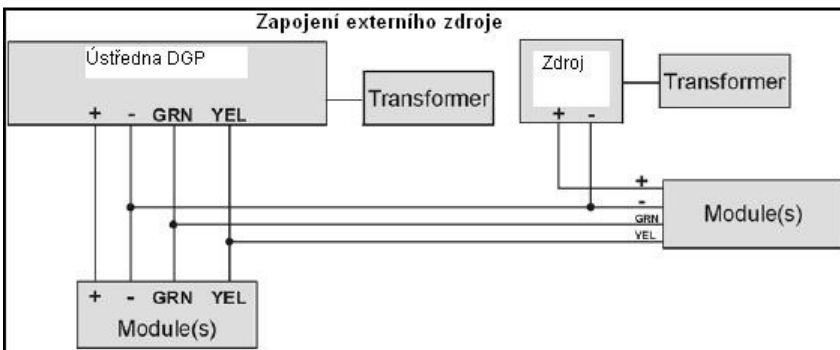 Zapojení externího zdroje
Ústředna DGP
Zdroj
Transformer
Transformer
+ - GRN YEL
+ -
+
-
GRN
YEL
Module(s)
+ - GRN YEL
Module(s)